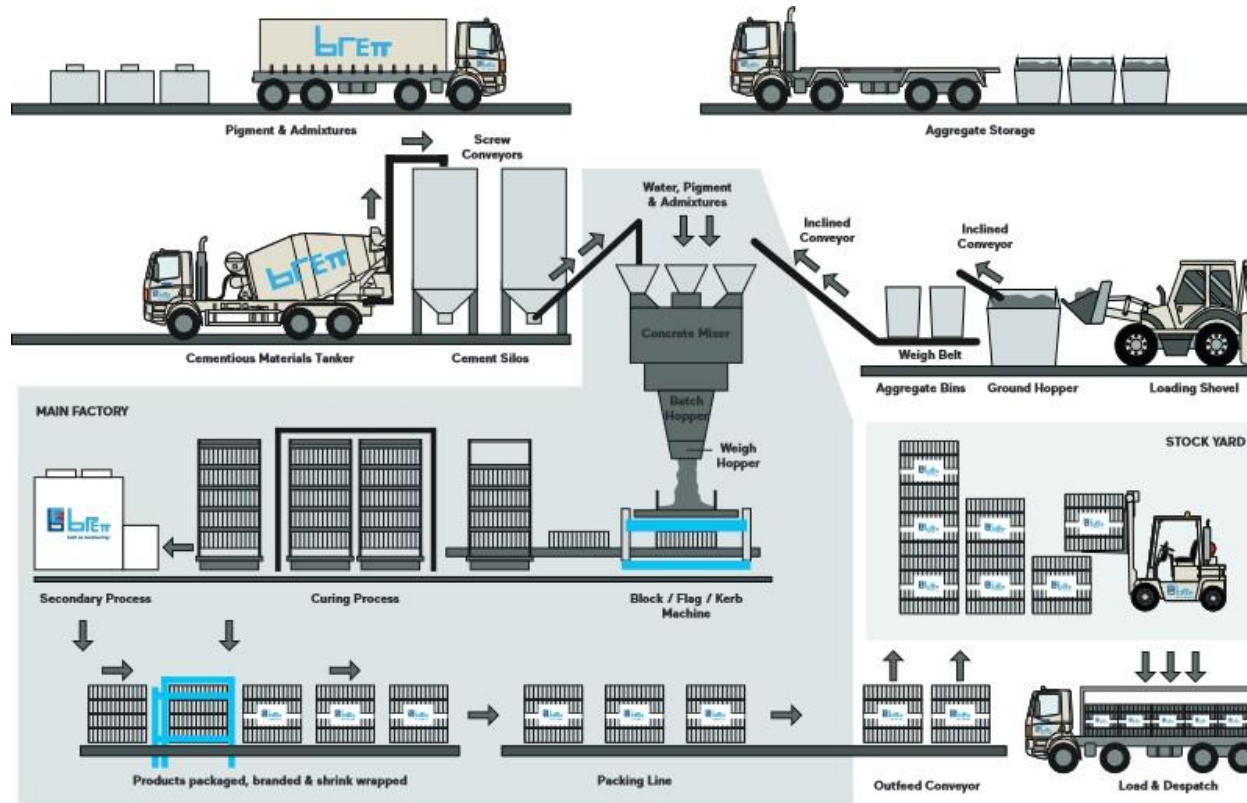 brett
Pigment & Admixtures
Aggregate Storage
Screw
Conveyors
Water, Pigment
& Admixtures
Inclined
Conveyor
Inclined
Conveyor
brett
Concrete Mixer
Cementious Materials Tanker
Cement Silos
Weigh Belt
Aggregate Bins
Ground Hopper
Loading Shovel
MAIN FACTORY
Batch
Hopper
Weigh
Hopper
STOCK YARD
brett
Secondary Process
Curing Process
Block / Flag / Kerb
Machine
Products packaged, branded & shrink wrapped
Packing Line
Outfeed Conveyor
Load & Despatch